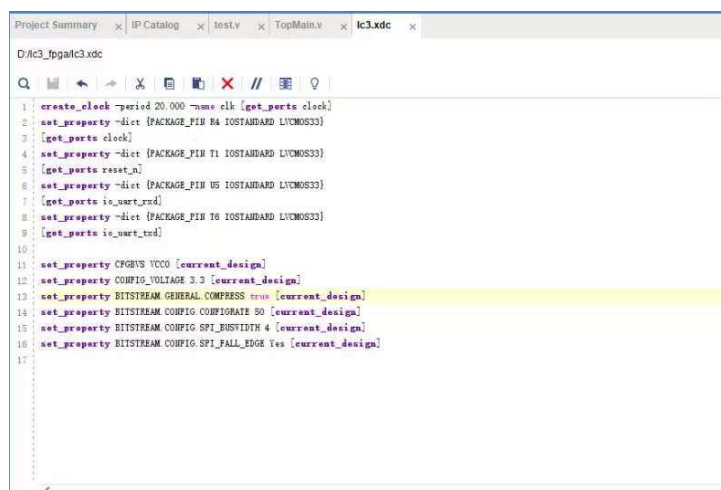 Project Summary × IP Catalog × test.v × TopMain.v × lc3.xdc ×
D:/lc3_fpga/lc3.xdc
1 create_clock -period 20.000 -name clk [get_ports clock]
2 set_property -dict {PACKAGE_PIN R4 IOSTANDARD LVCMOS33}
3 [get_ports clock]
4 set_property -dict {PACKAGE_PIN T1 IOSTANDARD LVCMOS33}
5 [get_ports reset_n]
6 set_property -dict {PACKAGE_PIN U5 IOSTANDARD LVCMOS33}
7 [get_ports io_uart_rxd]
8 set_property -dict {PACKAGE_PIN T6 IOSTANDARD LVCMOS33}
9 [get_ports io_uart_txd]
10
11 set_property CFGBVS VCCO [current_design]
12 set_property CONFIG_VOLTAGE 3.3 [current_design]
13 set_property BITSTREAM.GENERAL.COMPRESS true [current_design]
14 set_property BITSTREAM.CONFIG.CONFIGRATE 50 [current_design]
15 set_property BITSTREAM.CONFIG.SPI_BUSWIDTH 4 [current_design]
16 set_property BITSTREAM.CONFIG.SPI_FALL_EDGE Yes [current_design]
17